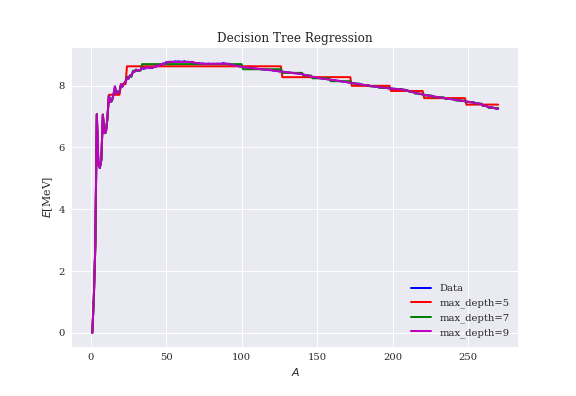 Decision Tree Regression
E[MeV]
8
6
4
2
0
0
50
100
150
200
250
A
Data
max_depth=5
max_depth=7
max_depth=9